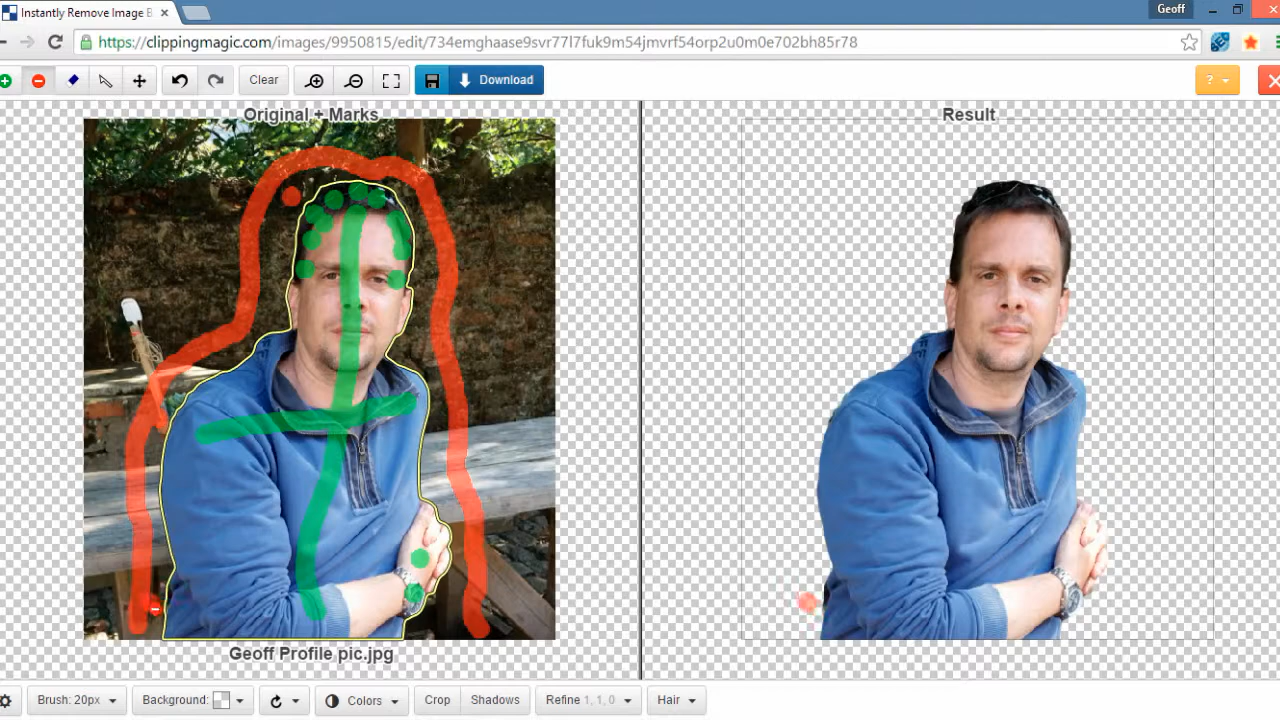 Instantly Remove Image B
Geoff
https://clippingmagic.com/images/9950815/edit/734emghaase9svr77l7fuk9m54jmvrf54orp2u0m0e702bh85r78
Clear
Download
?
Original + Marks
Result
Geoff Profile pic.jpg
Brush: 20px
Background:
Colors
Crop
Shadows
Refine 1, 1, 0
Hair